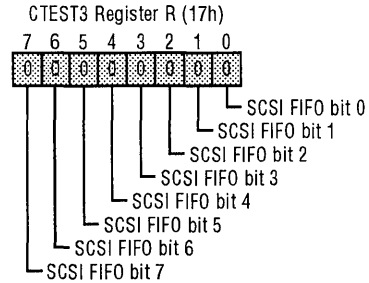 CTEST3 Register R (17h)
7 6 5 4 3 2 1 0
0 0 0 0 0 0 0 0
SCSI FIFO bit 0
SCSI FIFO bit 1
SCSI FIFO bit 2
SCSI FIFO bit 3
SCSI FIFO bit 4
SCSI FIFO bit 5
SCSI FIFO bit 6
SCSI FIFO bit 7